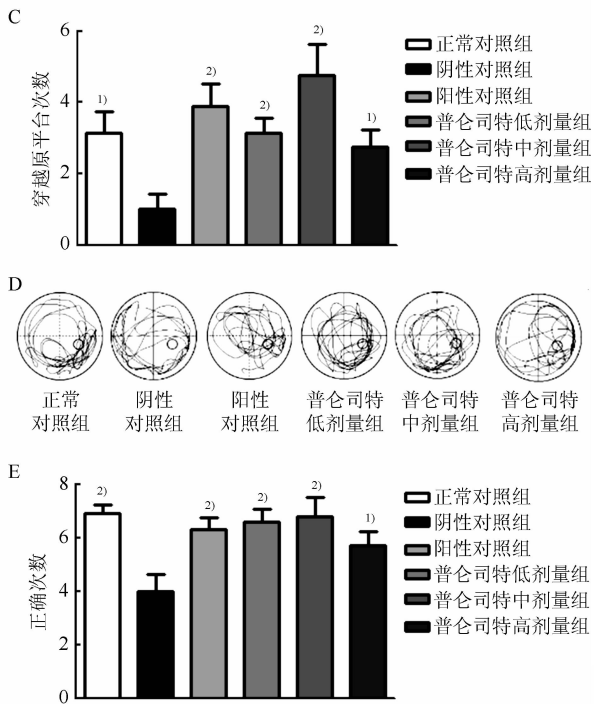 C
穿越原平台次数
6
4
2
0
1)
2)
2)
2)
1)
正常对照组
阴性对照组
阳性对照组
普仑司特低剂量组
普仑司特中剂量组
普仑司特高剂量组
D
正常
对照组
阴性
对照组
阳性
对照组
普仑司特
低剂量组
普仑司特
中剂量组
普仑司特
高剂量组
E
正确次数
8
6
4
2
0
2)
2)
2)
2)
1)
正常对照组
阴性对照组
阳性对照组
普仑司特低剂量组
普仑司特中剂量组
普仑司特高剂量组